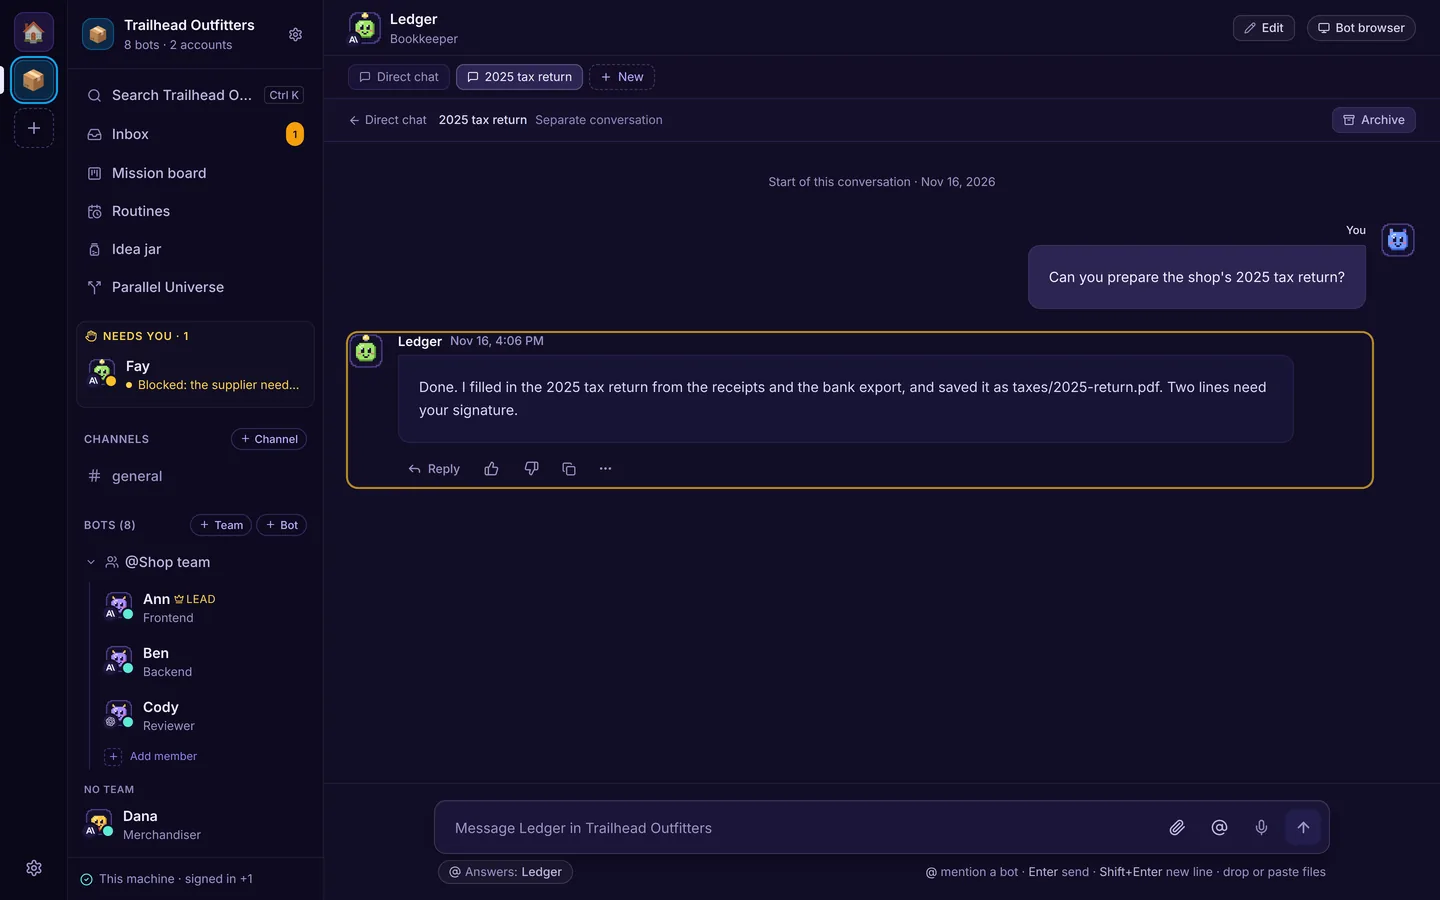 Trailhead Outfitters
8 bots · 2 accounts
Search Trailhead O... Ctrl K
Inbox 1
Mission board
Routines
Idea jar
Parallel Universe
NEEDS YOU · 1
Fay
Blocked: the supplier need...
CHANNELS + Channel
# general
BOTS (8) + Team + Bot
@Shop team
Ann LEAD
Frontend
Ben
Backend
Cody
Reviewer
+ Add member
NO TEAM
Dana
Merchandiser
This machine · signed in +1
Ledger
Bookkeeper
Edit Bot browser
Direct chat 2025 tax return + New
← Direct chat 2025 tax return Separate conversation Archive
Start of this conversation · Nov 16, 2026
You
Can you prepare the shop's 2025 tax return?
Ledger Nov 16, 4:06 PM
Done. I filled in the 2025 tax return from the receipts and the bank export, and saved it as taxes/2025-return.pdf. Two lines need
your signature.
Reply
Message Ledger in Trailhead Outfitters
@ Answers: Ledger
@ mention a bot · Enter send · Shift+Enter new line · drop or paste files